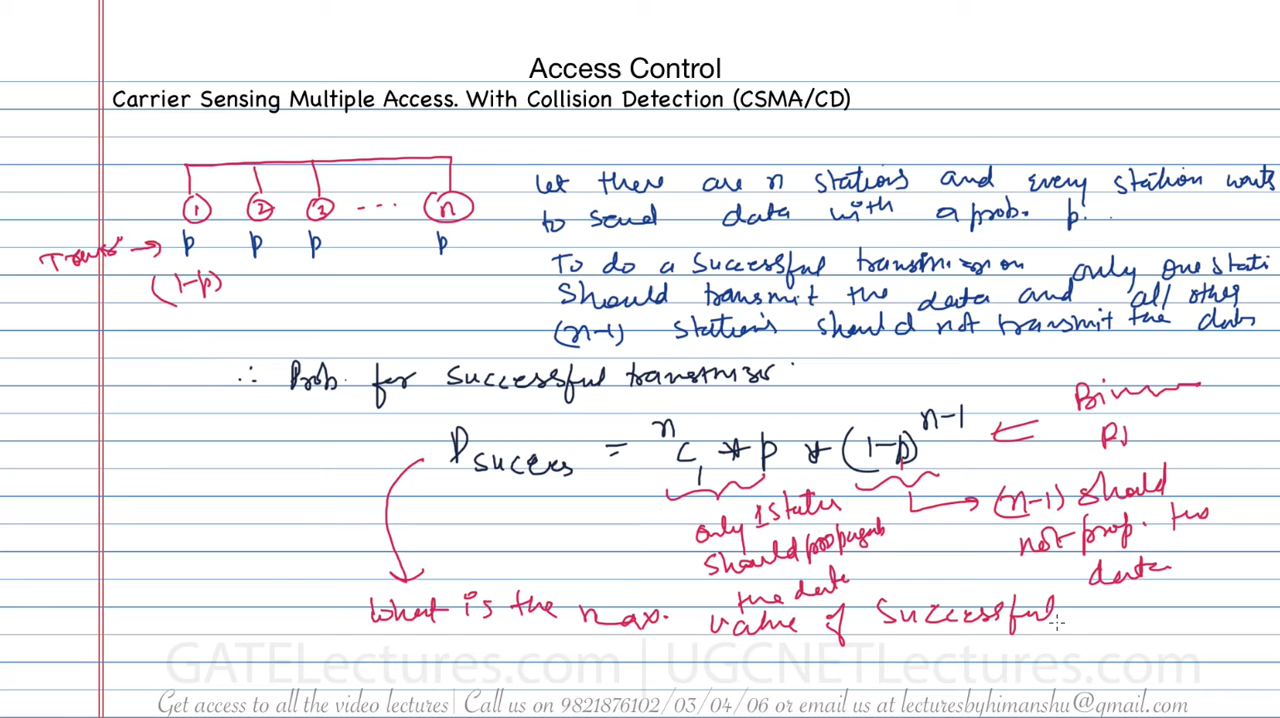 Access Control
Carrier Sensing Multiple Access. With Collision Detection (CSMA/CD)
1 2 3 ... n
Let there are n stations and every station wants
to send data with a prob. p.
Trans" → p p p p
(1-p)
To do a successful transmission only one stati
should transmit the data and all other
(n-1) stations should not transmit the data
∴ Prob. for successful transmissi
P success = nC1 * p * (1-p)^n-1 ←
only 1 station
should propagate
the data
→ (n-1) should
not prop. the
data
What is the max. value of successful
GATELectures.com | UGCNETLectures.com
Get access to all the video lectures | Call us on 9821876102/03/04/06 or email us at lecturesbyhimanshu@gmail.com